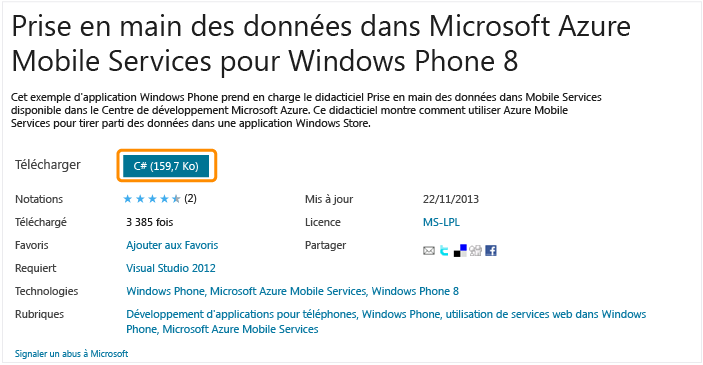 Prise en main des données dans Microsoft Azure
Mobile Services pour Windows Phone 8
Cet exemple d'application Windows Phone prend en charge le didacticiel Prise en main des données dans Mobile Services
disponible dans le Centre de développement Microsoft Azure. Ce didacticiel montre comment utiliser Azure Mobile
Services pour tirer parti des données dans une application Windows Store.
Télécharger C# (159,7 Ko)
Notations (2) Mis à jour 22/11/2013
Téléchargé 3 385 fois Licence MS-LPL
Favoris Ajouter aux Favoris Partager
Requiert Visual Studio 2012
Technologies Windows Phone, Microsoft Azure Mobile Services, Windows Phone 8
Rubriques Développement d'applications pour téléphones, Windows Phone, utilisation de services web dans Windows
Phone, Microsoft Azure Mobile Services
Signaler un abus à Microsoft